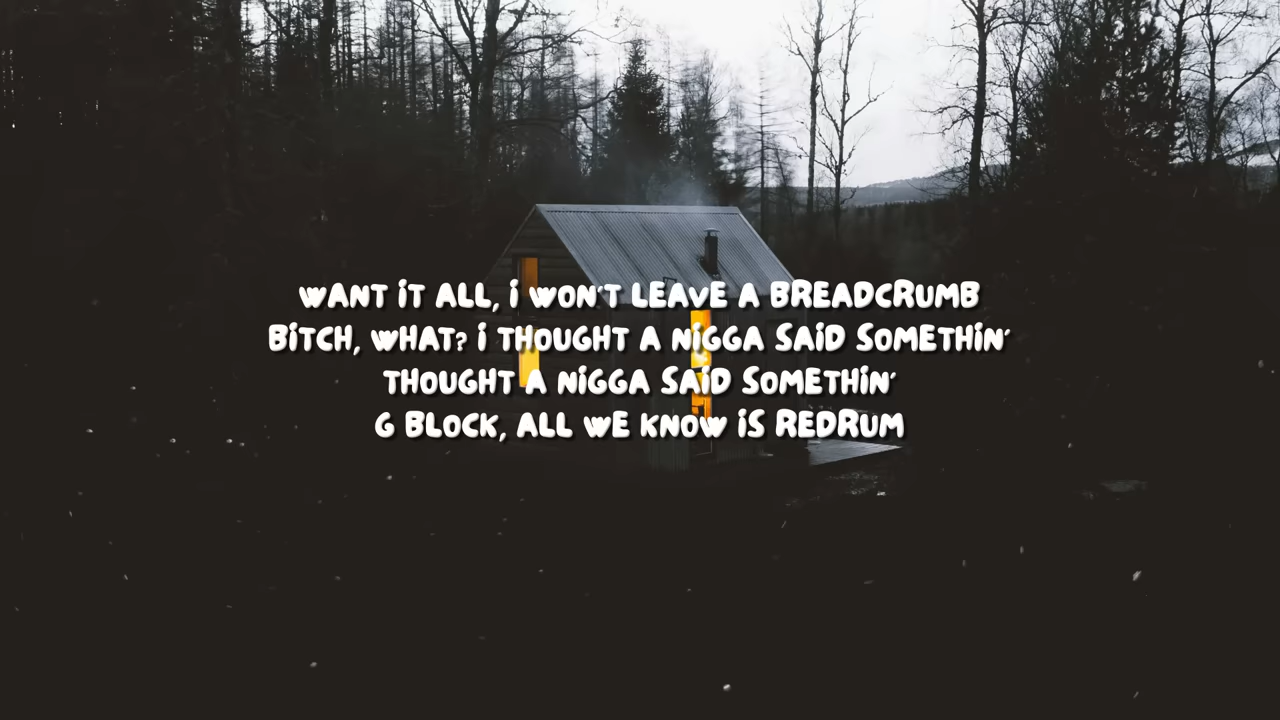 WANT IT ALL, I WON'T LEAVE A BREADCRUMB
BITCH, WHAT? I THOUGHT A NIGGA SAID SOMETHIN'
THOUGHT A NIGGA SAID SOMETHIN'
G BLOCK, ALL WE KNOW IS REDRUM